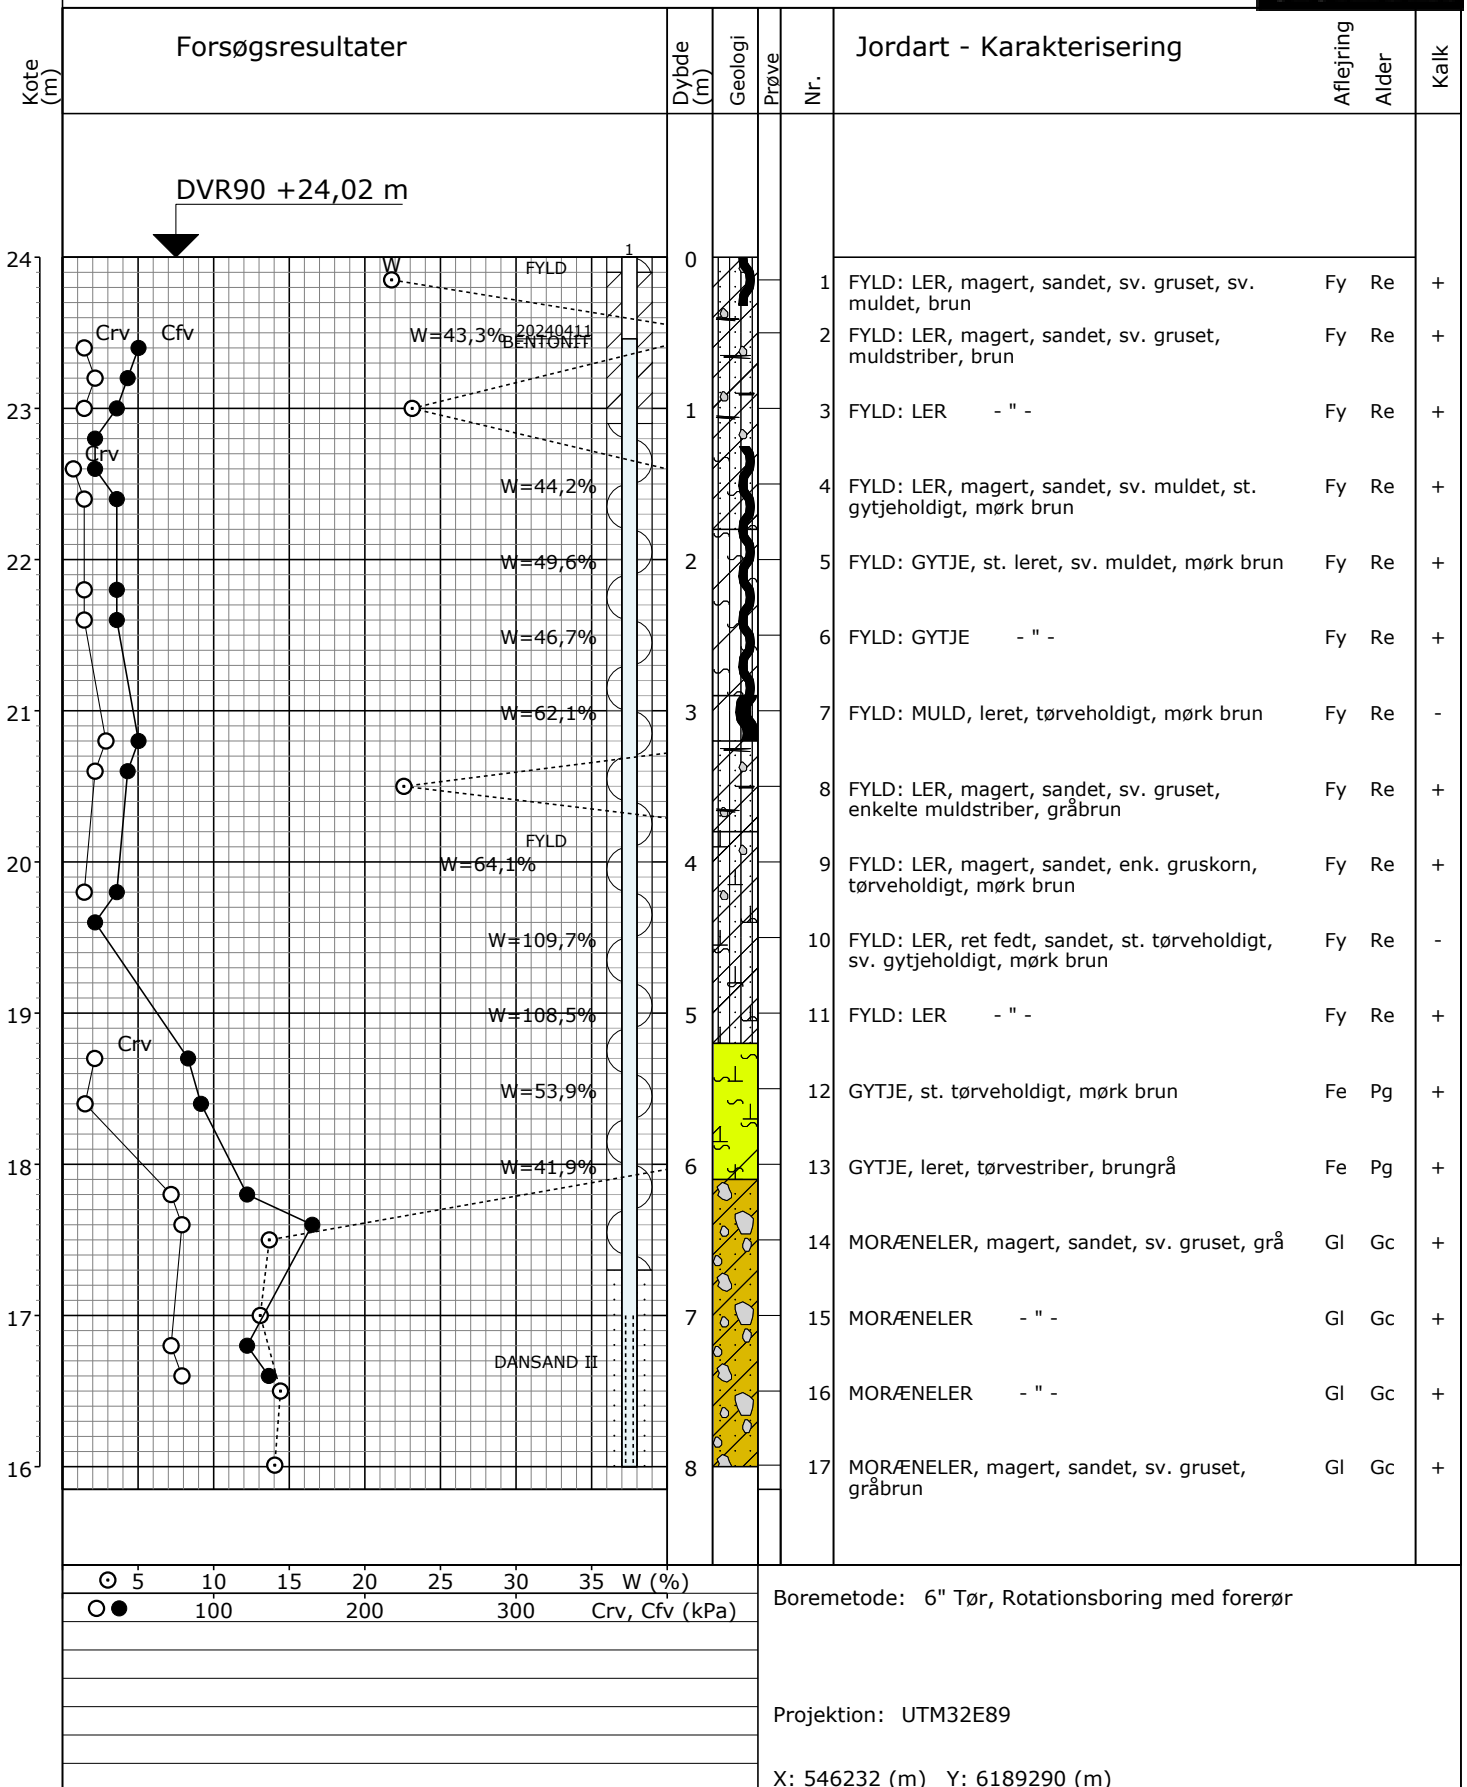 Kote (m)
Forsøgsresultater
Dybde (m)
Geologi
Prøve
Nr.
Jordart - Karakterisering
Aflejring
Alder
Kalk
DVR90 +24,02 m
1
24
W
FYLD
0
1 FYLD: LER, magert, sandet, sv. gruset, sv. Fy Re +
muldet, brun
Crv Cfv
W=43,3%
20240411
BENTONIT
2 FYLD: LER, magert, sandet, sv. gruset, Fy Re +
muldstriber, brun
23
1
3 FYLD: LER - " - Fy Re +
Crv
W=44,2%
4 FYLD: LER, magert, sandet, sv. muldet, st. Fy Re +
gytjeholdigt, mørk brun
22
W=49,6%
2
5 FYLD: GYTJE, st. leret, sv. muldet, mørk brun Fy Re +
W=46,7%
6 FYLD: GYTJE - " - Fy Re +
21
W=62,1%
3
7 FYLD: MULD, leret, tørveholdigt, mørk brun Fy Re -
8 FYLD: LER, magert, sandet, sv. gruset, Fy Re +
enkelte muldstriber, gråbrun
FYLD
20
W=64,1%
4
9 FYLD: LER, magert, sandet, enk. gruskorn, Fy Re +
tørveholdigt, mørk brun
W=109,7%
10 FYLD: LER, ret fedt, sandet, st. tørveholdigt, Fy Re -
sv. gytjeholdigt, mørk brun
19
W=108,5%
5
11 FYLD: LER - " - Fy Re +
Crv
W=53,9%
12 GYTJE, st. tørveholdigt, mørk brun Fe Pg +
18
W=41,9%
6
13 GYTJE, leret, tørvestriber, brungrå Fe Pg +
14 MORÆNELER, magert, sandet, sv. gruset, grå Gl Gc +
17
7
15 MORÆNELER - " - Gl Gc +
DANSAND II
16 MORÆNELER - " - Gl Gc +
16
8
17 MORÆNELER, magert, sandet, sv. gruset, Gl Gc +
gråbrun
5 10 15 20 25 30 35 W (%)
100 200 300 Crv, Cfv (kPa)
Boremetode: 6" Tør, Rotationsboring med forerør
Projektion: UTM32E89
X: 546232 (m) Y: 6189290 (m)